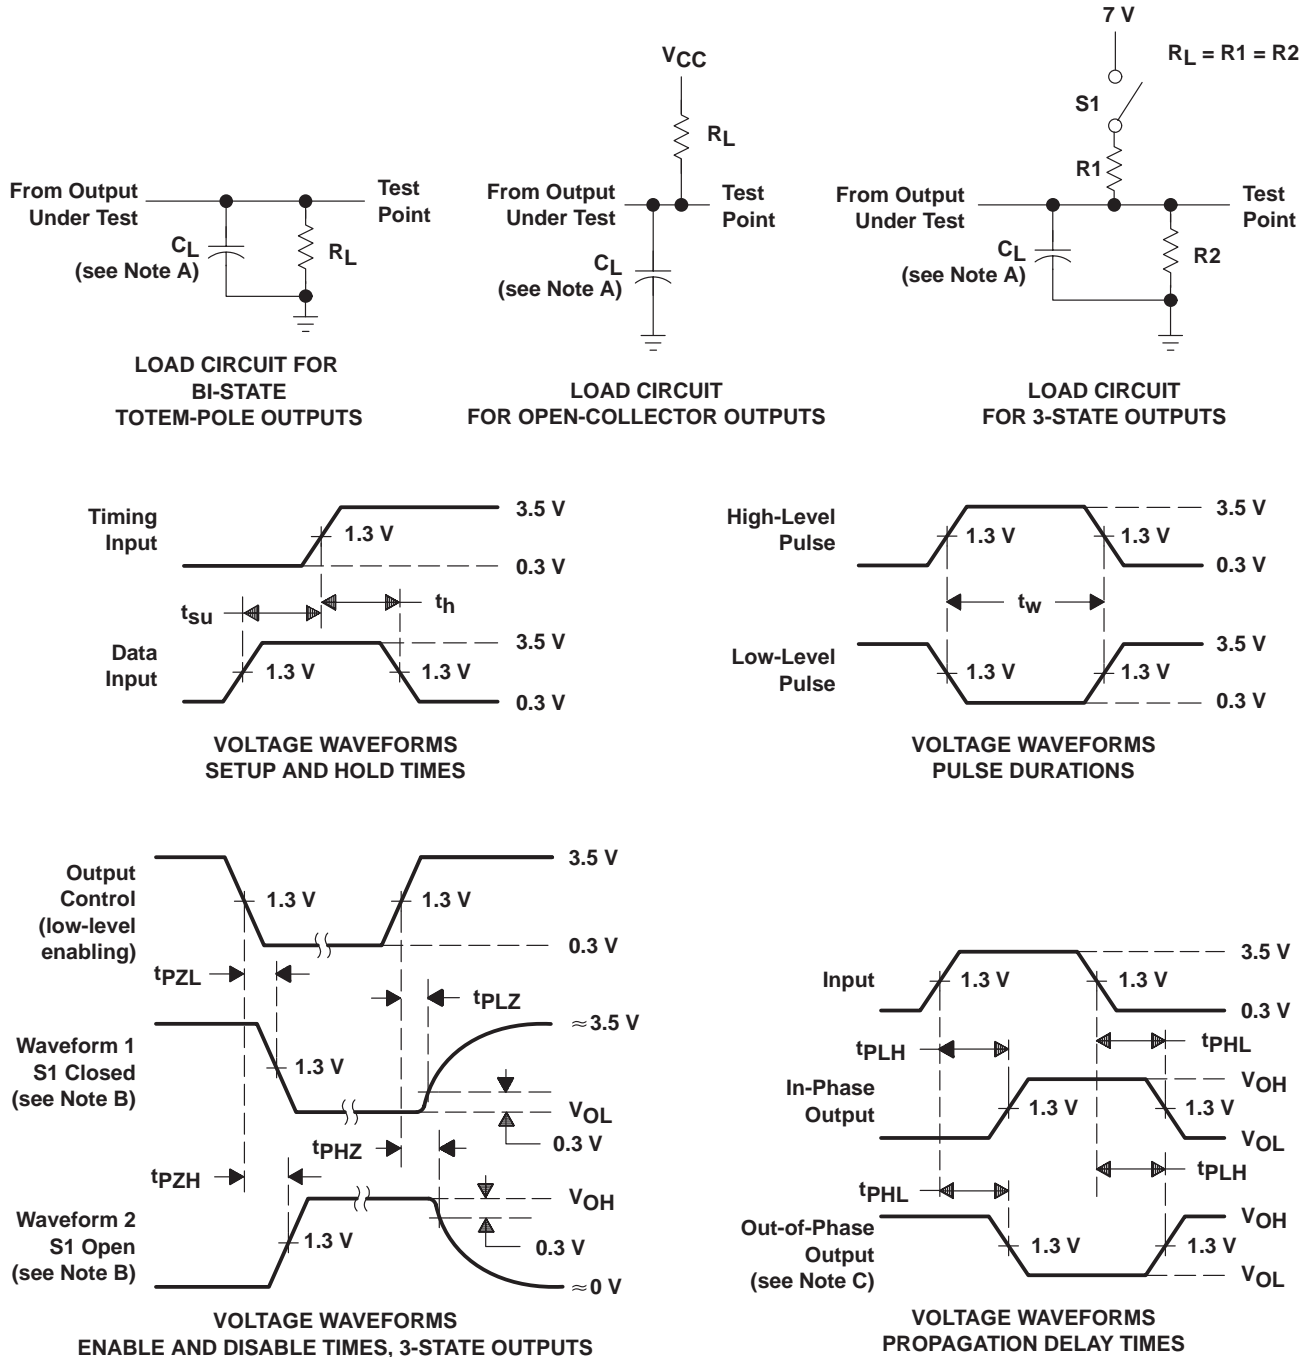 From Output
Under Test
Test
Point
CL
(see Note A)
RL
LOAD CIRCUIT FOR
BI-STATE
TOTEM-POLE OUTPUTS
VCC
RL
From Output
Under Test
Test
Point
CL
(see Note A)
LOAD CIRCUIT
FOR OPEN-COLLECTOR OUTPUTS
7 V
RL = R1 = R2
S1
R1
From Output
Under Test
Test
Point
CL
(see Note A)
R2
LOAD CIRCUIT
FOR 3-STATE OUTPUTS
Timing
Input
1.3 V
3.5 V
0.3 V
tsu
th
Data
Input
1.3 V
1.3 V
3.5 V
0.3 V
VOLTAGE WAVEFORMS
SETUP AND HOLD TIMES
High-Level
Pulse
1.3 V
1.3 V
3.5 V
0.3 V
tw
Low-Level
Pulse
1.3 V
1.3 V
3.5 V
0.3 V
VOLTAGE WAVEFORMS
PULSE DURATIONS
Output
Control
(low-level
enabling)
1.3 V
1.3 V
3.5 V
0.3 V
tPZL
tPLZ
Waveform 1
S1 Closed
(see Note B)
1.3 V
≈3.5 V
VOL
0.3 V
tPHZ
tPZH
Waveform 2
S1 Open
(see Note B)
1.3 V
VOH
0.3 V
≈0 V
VOLTAGE WAVEFORMS
ENABLE AND DISABLE TIMES, 3-STATE OUTPUTS
Input
1.3 V
1.3 V
3.5 V
0.3 V
tPLH
tPHL
In-Phase
Output
1.3 V
1.3 V
VOH
VOL
tPHL
tPLH
Out-of-Phase
Output
(see Note C)
1.3 V
1.3 V
VOH
VOL
VOLTAGE WAVEFORMS
PROPAGATION DELAY TIMES